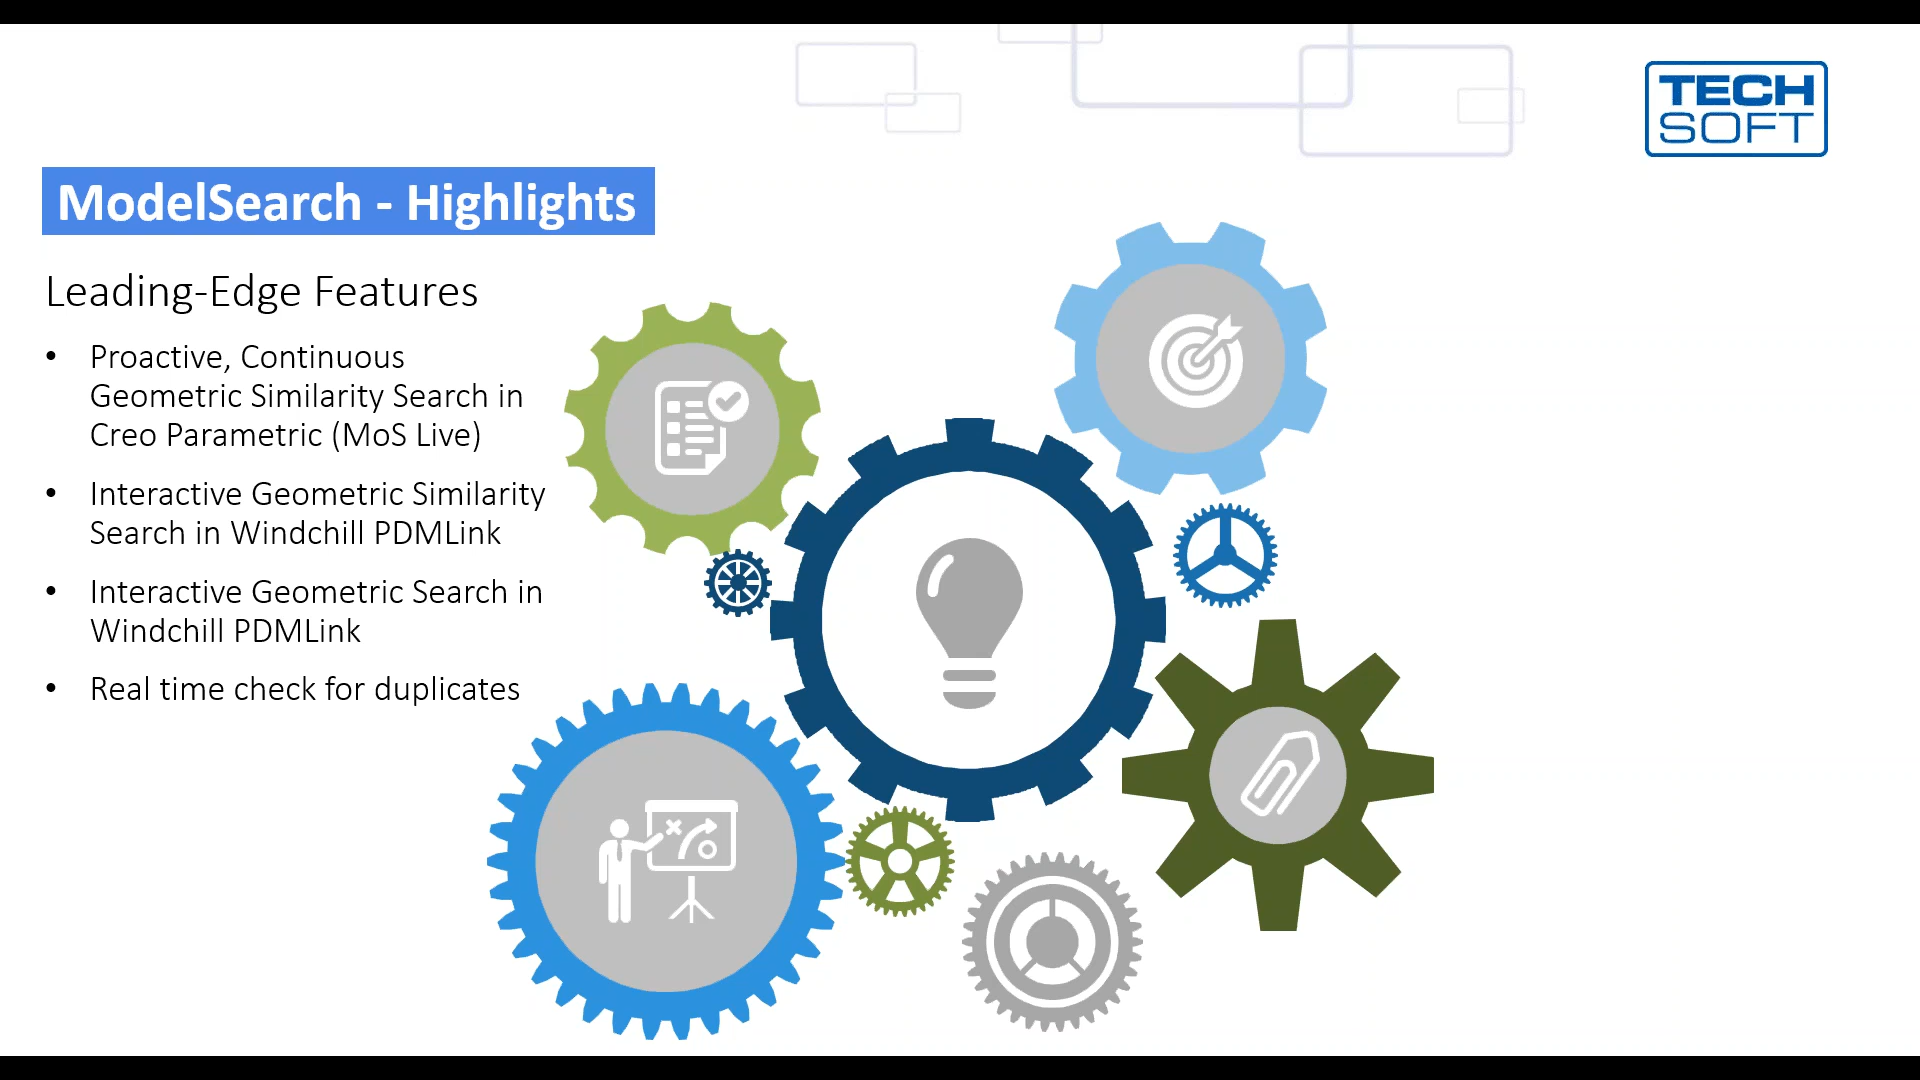 TECH
SOFT
ModelSearch - Highlights
Leading-Edge Features
• Proactive, Continuous
Geometric Similarity Search in
Creo Parametric (MoS Live)
• Interactive Geometric Similarity
Search in Windchill PDMLink
• Interactive Geometric Search in
Windchill PDMLink
• Real time check for duplicates